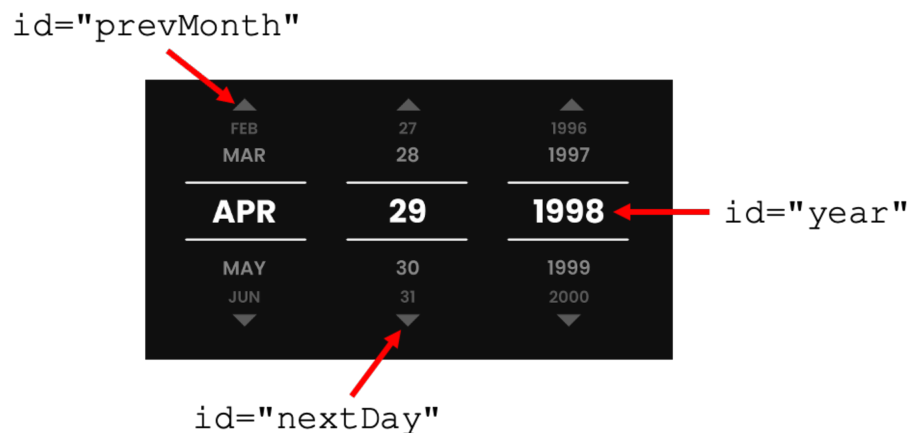 id="prevMonth"
FEB 27 1996
MAR 28 1997
APR 29 1998
id="year"
MAY 30 1999
JUN 31 2000
id="nextDay"